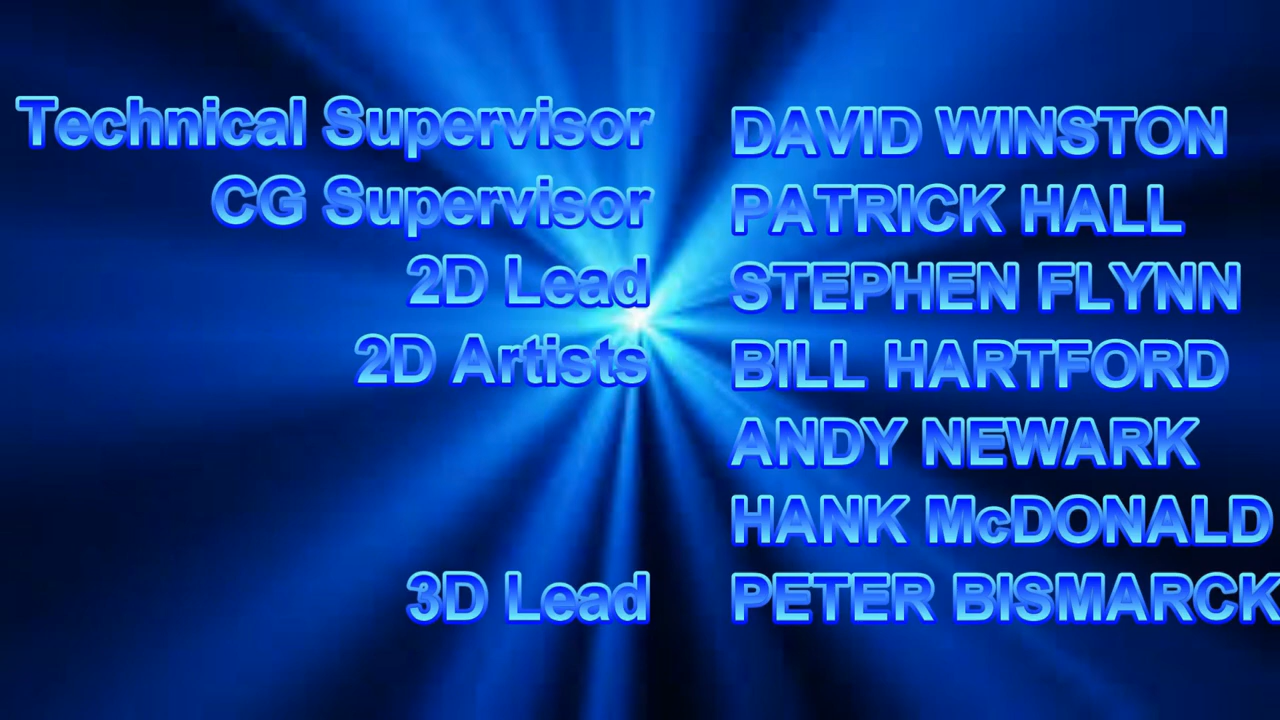 Technical Supervisor DAVID WINSTON
CG Supervisor PATRICK HALL
2D Lead STEPHEN FLYNN
2D Artists BILL HARTFORD
ANDY NEWARK
HANK McDONALD
3D Lead PETER BISMARCK